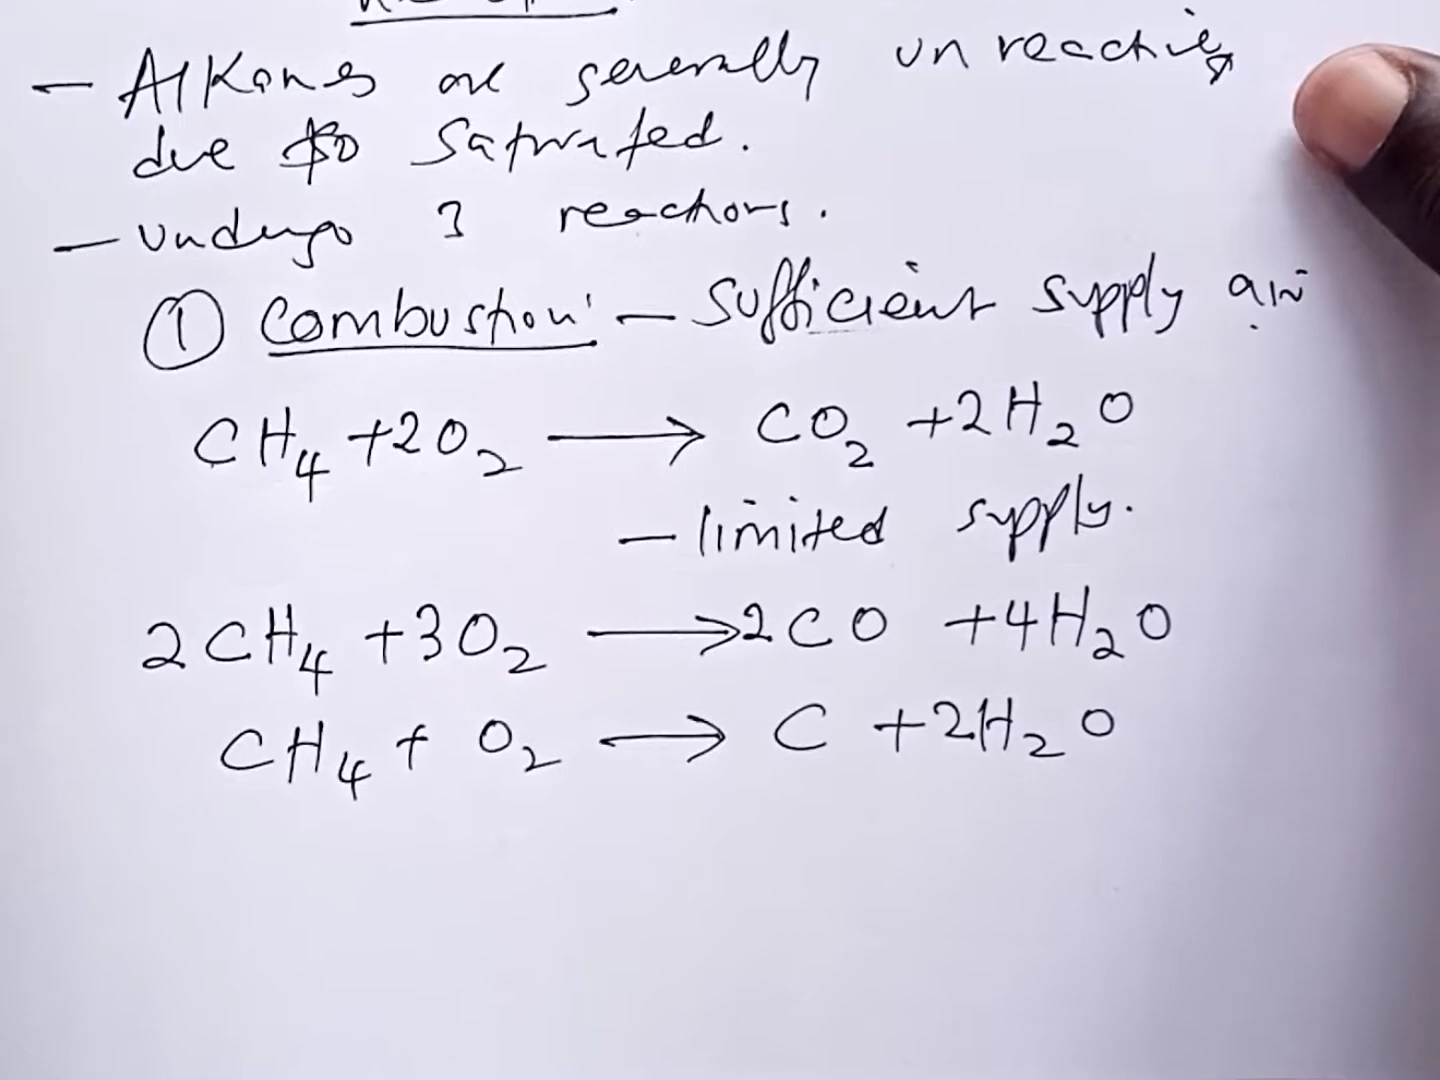 - Alkanes are generally unreactive
due to Saturated.
- Undergo 3 reactions.
① Combustion - Sufficient supply air
CH₄ + 2O₂ ⟶ CO₂ + 2H₂O
- limited supply.
2CH₄ + 3O₂ ⟶ 2CO + 4H₂O
CH₄ + O₂ ⟶ C + 2H₂O